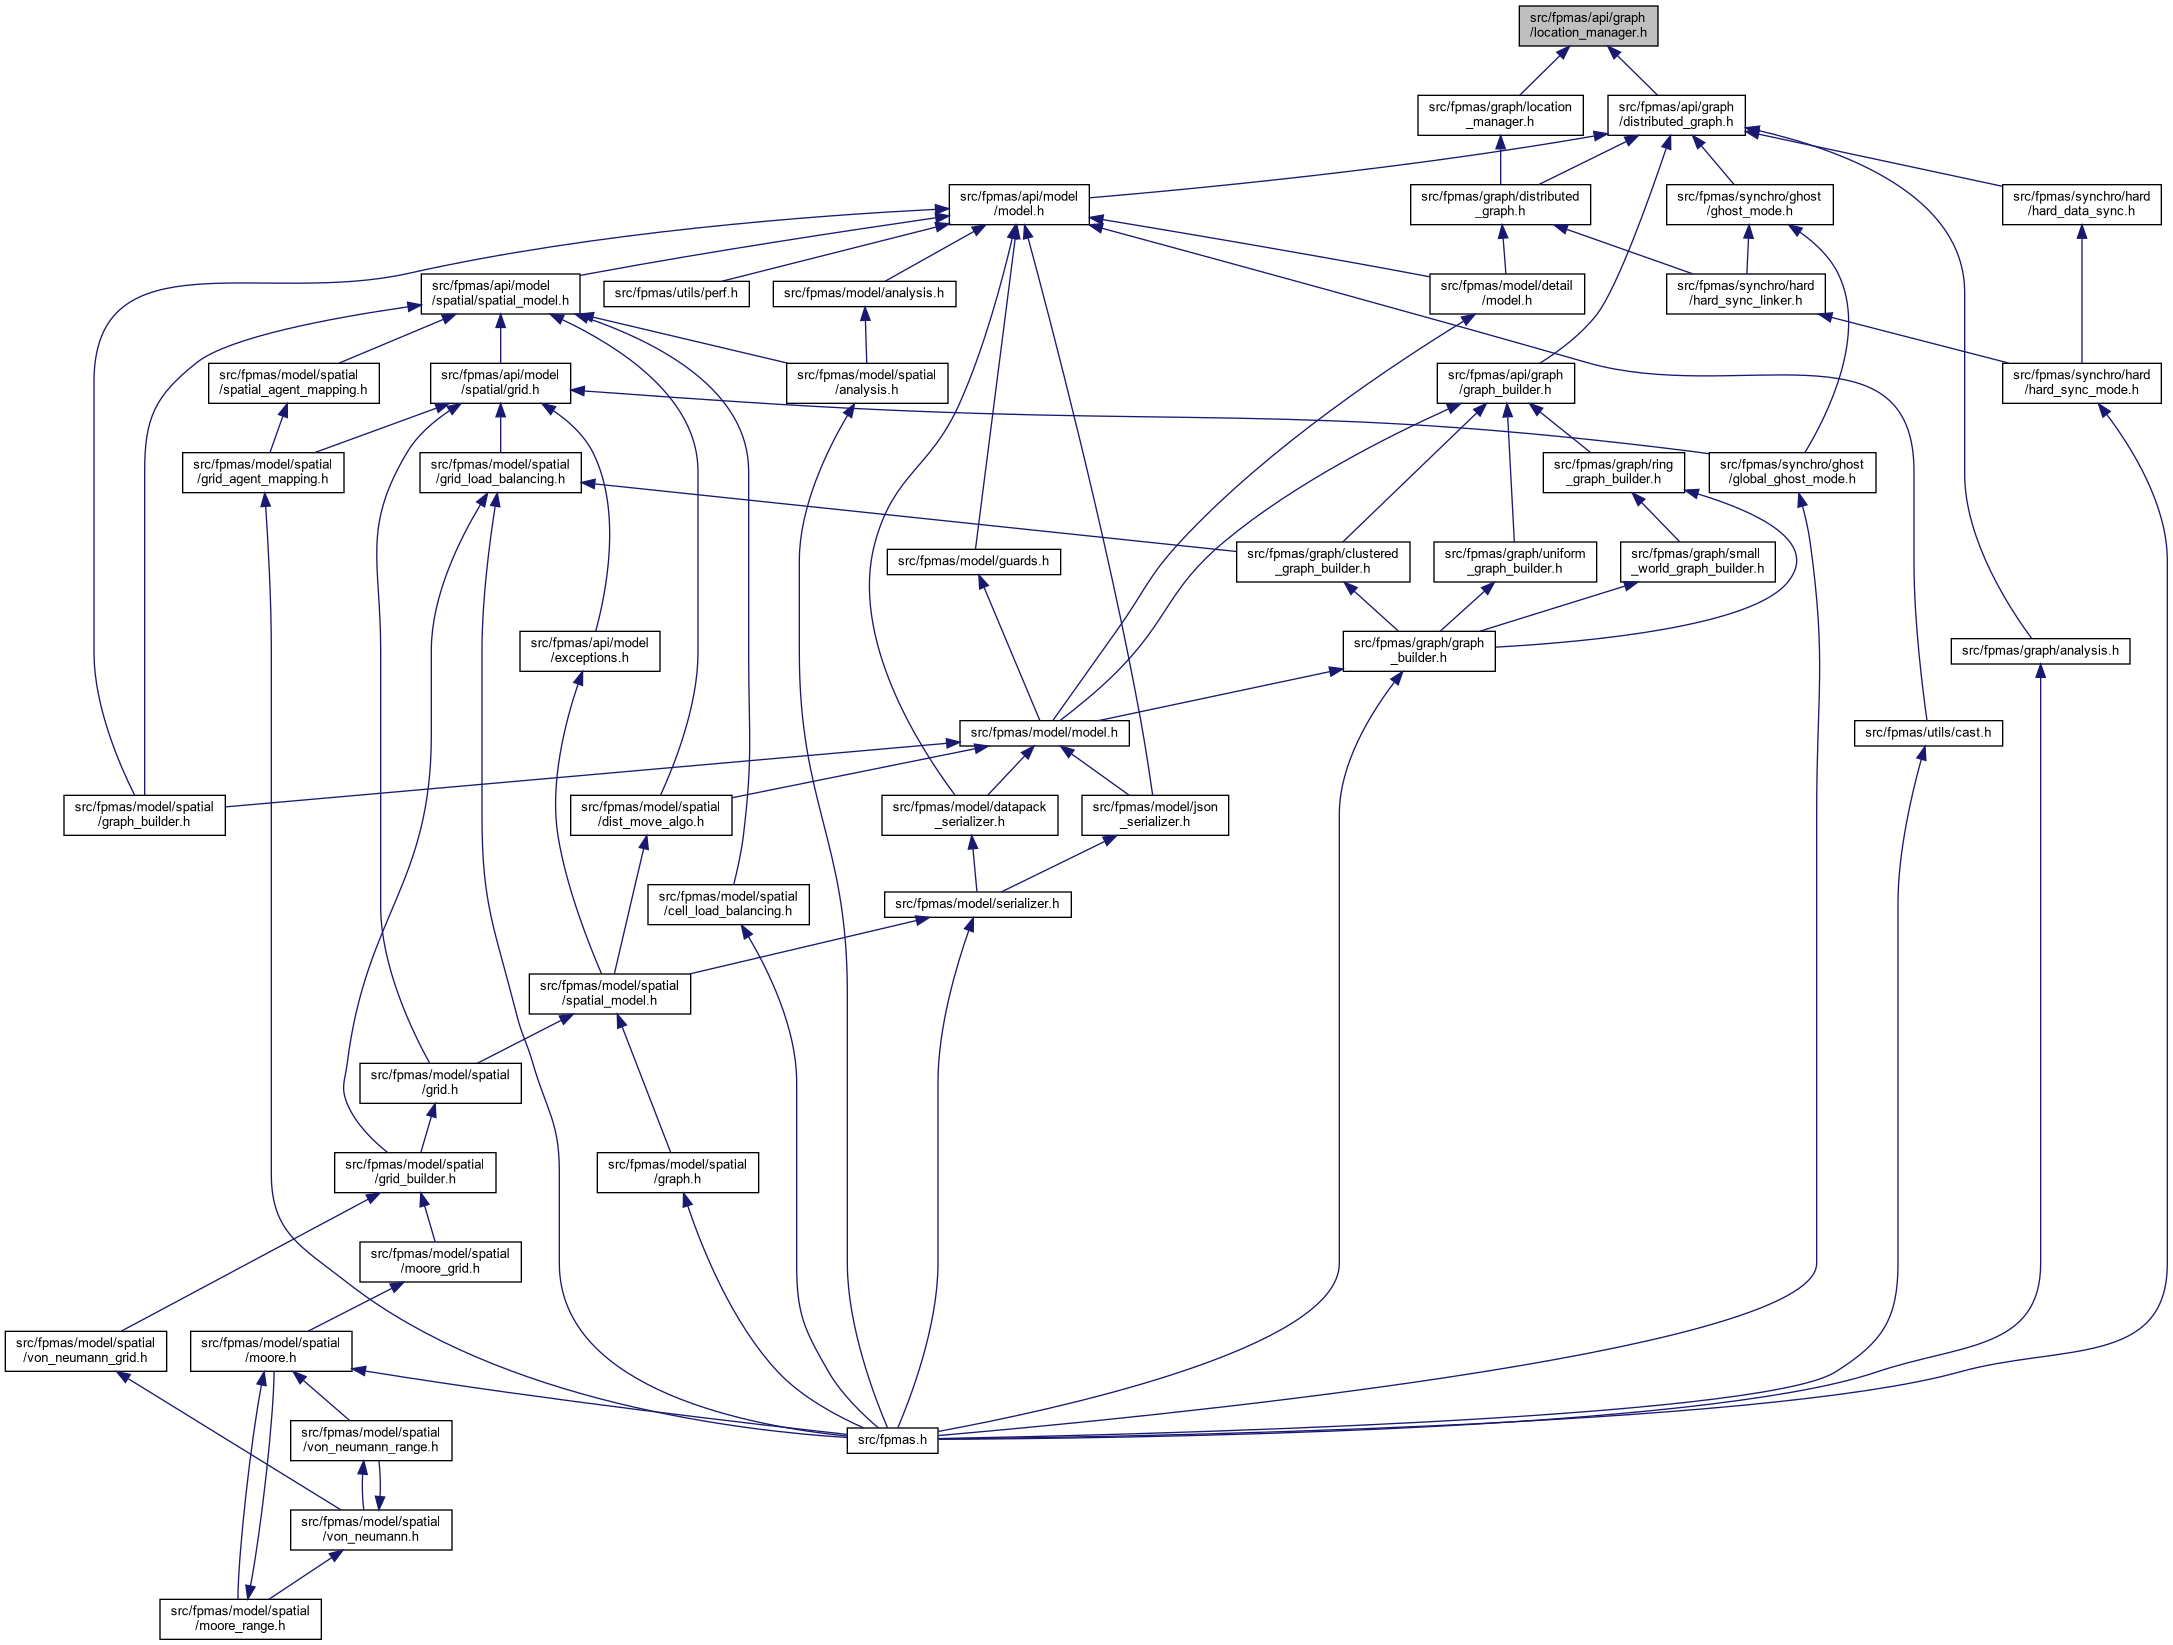 src/fpmas/api/graph
/location_manager.h
src/fpmas/graph/location
_manager.h
src/fpmas/api/graph
/distributed_graph.h
src/fpmas/api/model
/model.h
src/fpmas/graph/distributed
_graph.h
src/fpmas/synchro/ghost
/ghost_mode.h
src/fpmas/synchro/hard
/hard_data_sync.h
src/fpmas/api/model
/spatial/spatial_model.h
src/fpmas/utils/perf.h
src/fpmas/model/analysis.h
src/fpmas/model/detail
/model.h
src/fpmas/synchro/hard
/hard_sync_linker.h
src/fpmas/model/spatial
/spatial_agent_mapping.h
src/fpmas/api/model
/spatial/grid.h
src/fpmas/model/spatial
/analysis.h
src/fpmas/api/graph
/graph_builder.h
src/fpmas/synchro/hard
/hard_sync_mode.h
src/fpmas/model/spatial
/grid_agent_mapping.h
src/fpmas/model/spatial
/grid_load_balancing.h
src/fpmas/graph/ring
_graph_builder.h
src/fpmas/synchro/ghost
/global_ghost_mode.h
src/fpmas/model/guards.h
src/fpmas/graph/clustered
_graph_builder.h
src/fpmas/graph/uniform
_graph_builder.h
src/fpmas/graph/small
_world_graph_builder.h
src/fpmas/api/model
/exceptions.h
src/fpmas/graph/graph
_builder.h
src/fpmas/graph/analysis.h
src/fpmas/model/model.h
src/fpmas/utils/cast.h
src/fpmas/model/spatial
/graph_builder.h
src/fpmas/model/spatial
/dist_move_algo.h
src/fpmas/model/datapack
_serializer.h
src/fpmas/model/json
_serializer.h
src/fpmas/model/spatial
/cell_load_balancing.h
src/fpmas/model/serializer.h
src/fpmas/model/spatial
/spatial_model.h
src/fpmas/model/spatial
/grid.h
src/fpmas/model/spatial
/grid_builder.h
src/fpmas/model/spatial
/graph.h
src/fpmas/model/spatial
/moore_grid.h
src/fpmas/model/spatial
/von_neumann_grid.h
src/fpmas/model/spatial
/moore.h
src/fpmas/model/spatial
/von_neumann_range.h
src/fpmas.h
src/fpmas/model/spatial
/von_neumann.h
src/fpmas/model/spatial
/moore_range.h